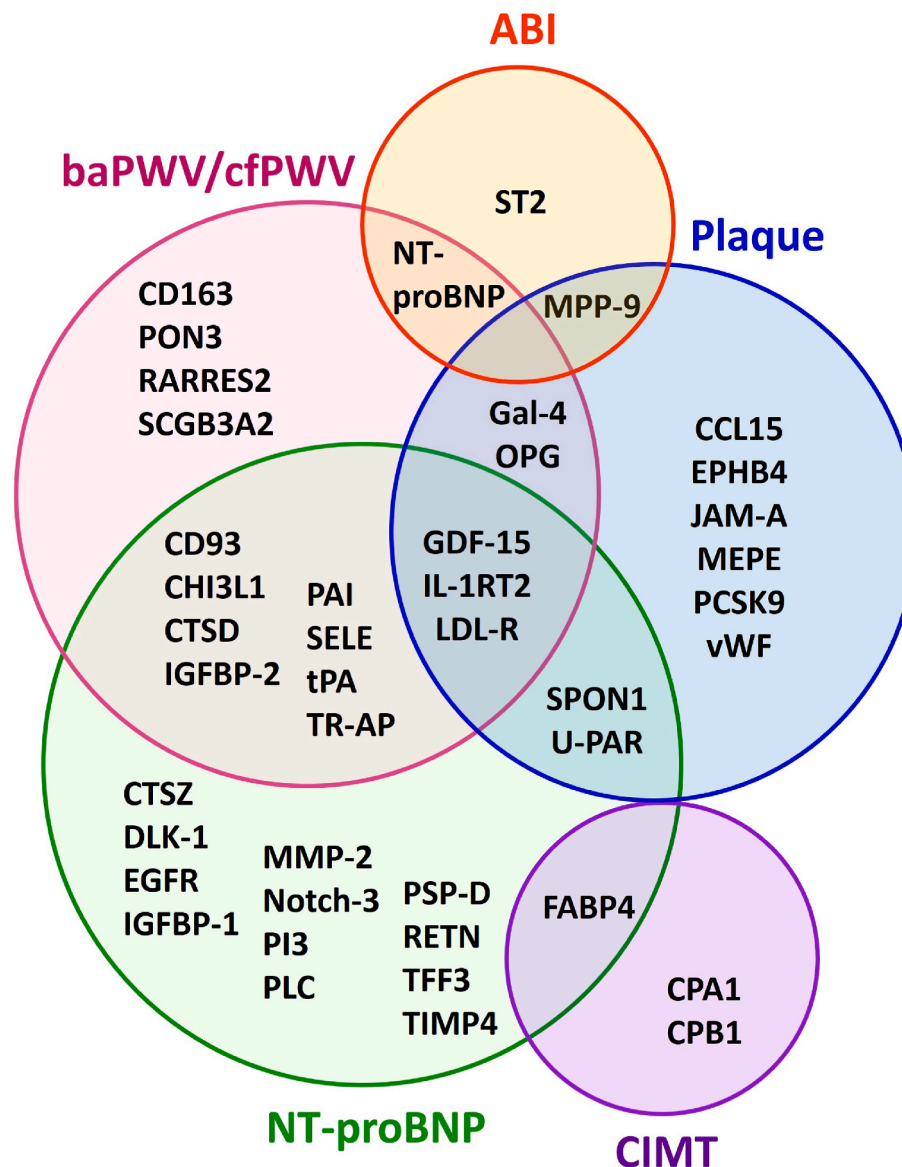 ABI
baPWV/cfPWV
ST2
Plaque
NT-
proBNP
MPP-9
CD163
PON3
RARRES2
SCGB3A2
Gal-4
OPG
CCL15
EPHB4
JAM-A
MEPE
PCSK9
vWF
CD93
CHI3L1
CTSD
IGFBP-2
PAI
SELE
tPA
TR-AP
GDF-15
IL-1RT2
LDL-R
SPON1
U-PAR
CTSZ
DLK-1
EGFR
IGFBP-1
MMP-2
Notch-3
PI3
PLC
PSP-D
RETN
TFF3
TIMP4
FABP4
CPA1
CPB1
NT-proBNP
CIMT